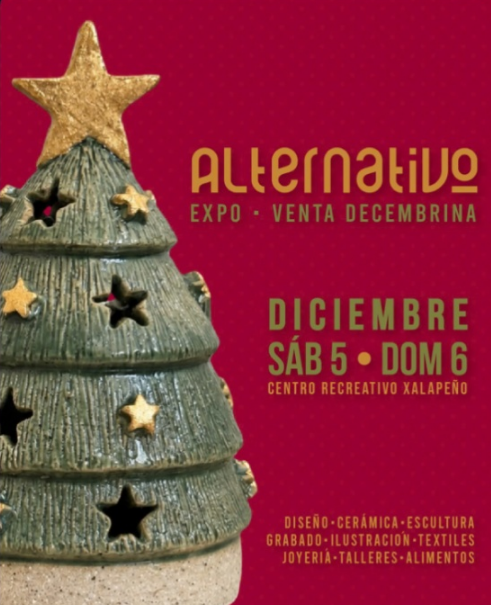 Alternativo
EXPO · VENTA DECEMBRINA
DICIEMBRE
SÁB 5 • DOM 6
CENTRO RECREATIVO XALAPEÑO
DISEÑO·CERÁMICA·ESCULTURA
GRABADO·ILUSTRACIÓN·TEXTILES
JOYERIÀ·TALLERES·ALIMENTOS